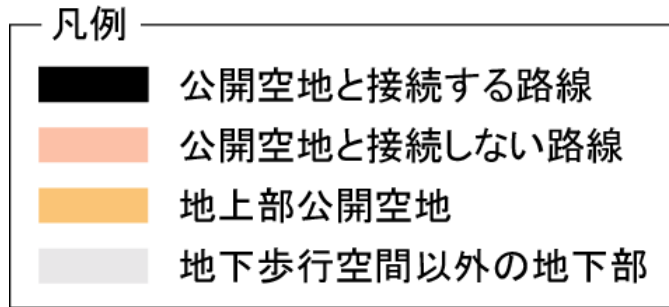 凡例
公開空地と接続する路線
公開空地と接続しない路線
地上部公開空地
地下歩行空間以外の地下部